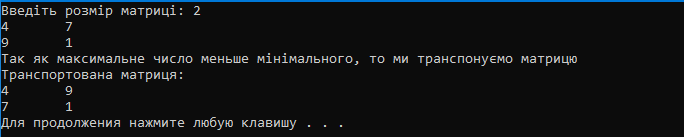 Введіть розмір матриці: 2
4 7
9 1
Так як максимальне число меньше мінімального, то ми транспонуємо матрицю
Транспортована матриця:
4 9
7 1
Для продолжения нажмите любую клавишу . . .